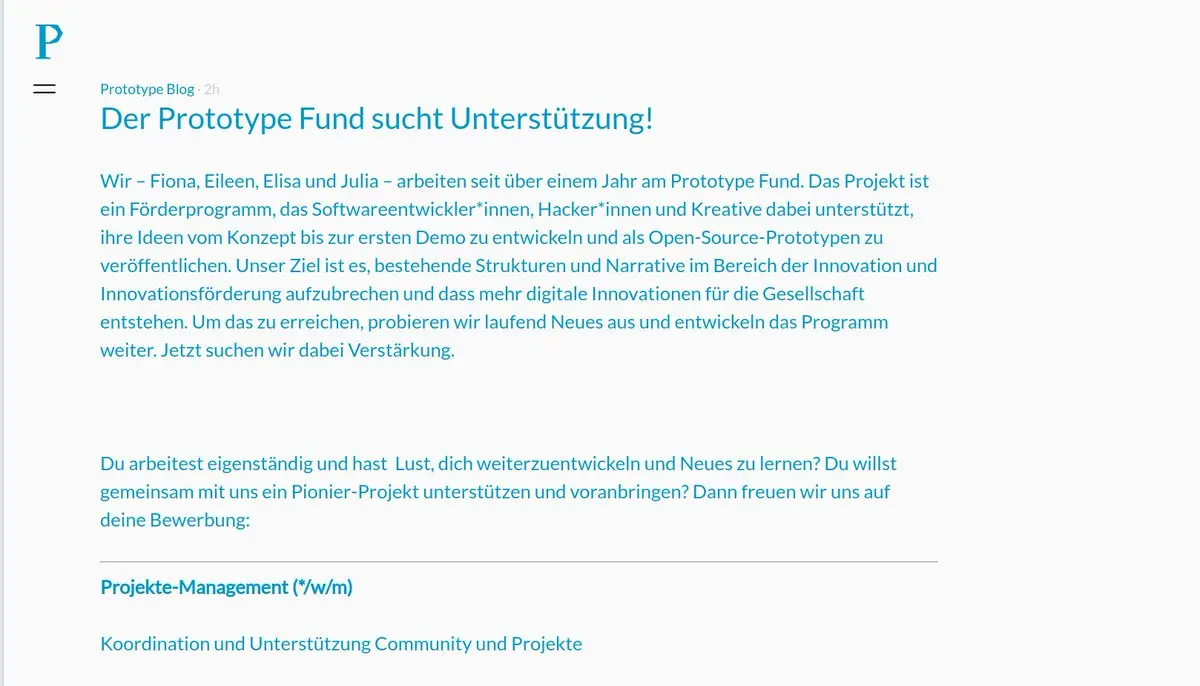 P
Prototype Blog · 2h
Der Prototype Fund sucht Unterstützung!
Wir – Fiona, Eileen, Elisa und Julia – arbeiten seit über einem Jahr am Prototype Fund. Das Projekt ist
ein Förderprogramm, das Softwareentwickler*innen, Hacker*innen und Kreative dabei unterstützt,
ihre Ideen vom Konzept bis zur ersten Demo zu entwickeln und als Open-Source-Prototypen zu
veröffentlichen. Unser Ziel ist es, bestehende Strukturen und Narrative im Bereich der Innovation und
Innovationsförderung aufzubrechen und dass mehr digitale Innovationen für die Gesellschaft
entstehen. Um das zu erreichen, probieren wir laufend Neues aus und entwickeln das Programm
weiter. Jetzt suchen wir dabei Verstärkung.
Du arbeitest eigenständig und hast  Lust, dich weiterzuentwickeln und Neues zu lernen? Du willst
gemeinsam mit uns ein Pionier-Projekt unterstützen und voranbringen? Dann freuen wir uns auf
deine Bewerbung:
Projekte-Management (*/w/m)
Koordination und Unterstützung Community und Projekte